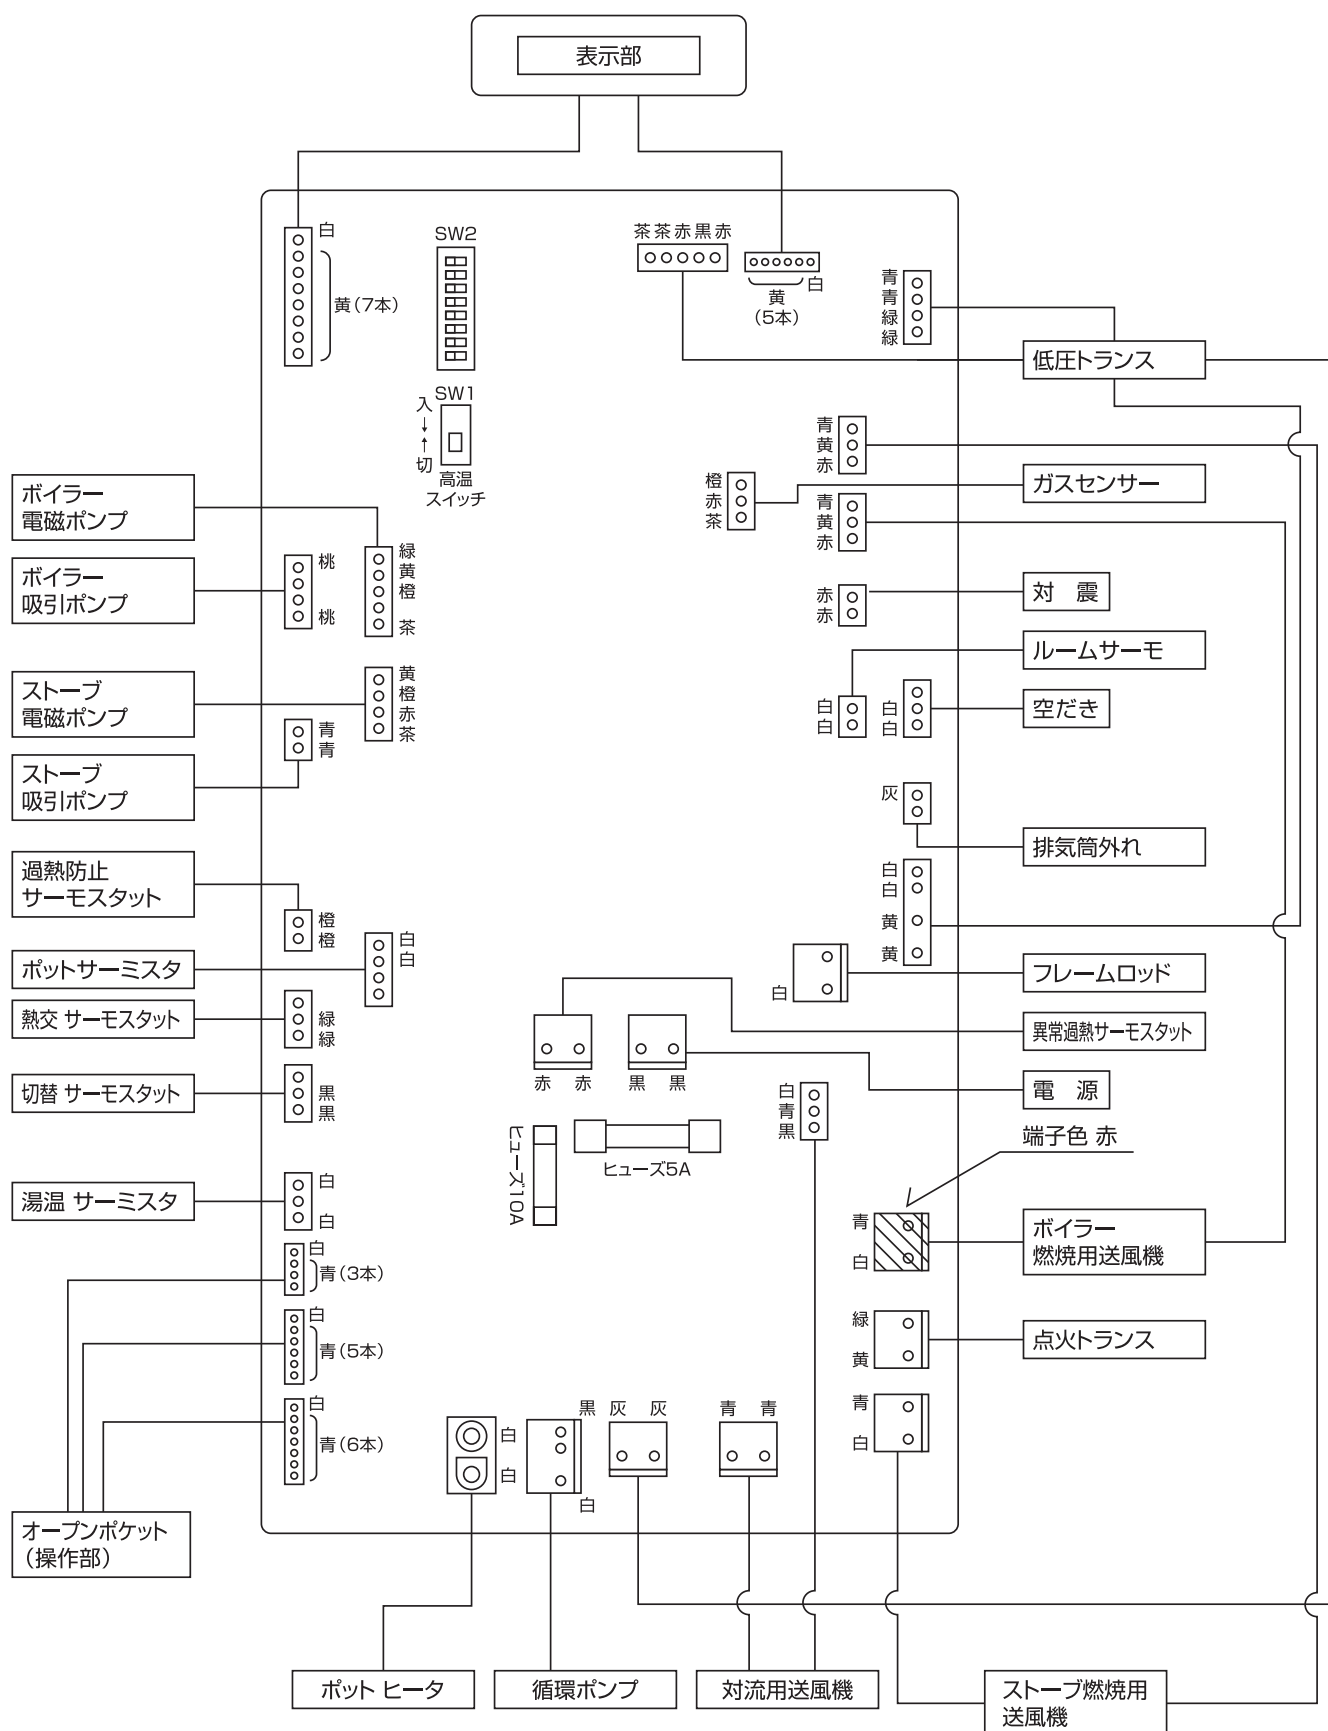 表示部
白
黄(7本)
SW2
茶茶赤黒赤
黄
(5本)
白
青
青
緑
緑
低圧トランス
SW1
入
切
高温
スイッチ
青
黄
赤
橙
赤
茶
ガスセンサー
青
黄
赤
ボイラー
電磁ポンプ
緑
黄
橙
茶
ボイラー
吸引ポンプ
桃
桃
赤
赤
対 震
ルームサーモ
白
白
白
白
空だき
ストーブ
電磁ポンプ
黄
橙
赤
茶
青
青
ストーブ
吸引ポンプ
灰
排気筒外れ
過熱防止
サーモスタット
橙
橙
白
白
黄
黄
ポットサーミスタ
白
白
白
フレームロッド
熱交 サーモスタット
緑
緑
異常過熱サーモスタット
赤 赤
黒 黒
電 源
切替 サーモスタット
黒
黒
白
青
黒
ヒューズ10A
ヒューズ5A
端子色 赤
湯温 サーミスタ
白
白
青
白
ボイラー
燃焼用送風機
白
青(3本)
白
青(5本)
緑
黄
点火トランス
白
青(6本)
青
白
白
白
黒
白
灰 灰
青 青
オープンポケット
(操作部)
ポット ヒータ
循環ポンプ
対流用送風機
ストーブ燃焼用
送風機